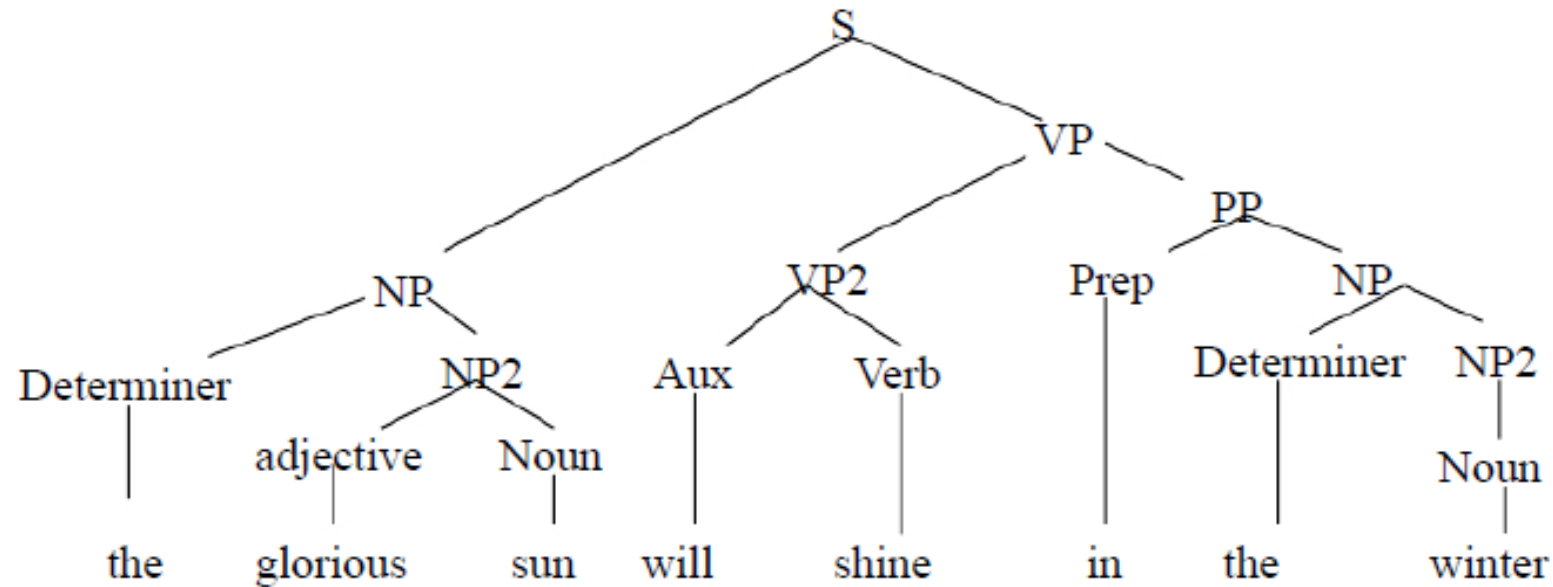 S
VP
PP
NP VP2 Prep NP
Determiner NP2 Aux Verb Determiner NP2
adjective Noun Noun
the glorious sun will shine in the winter